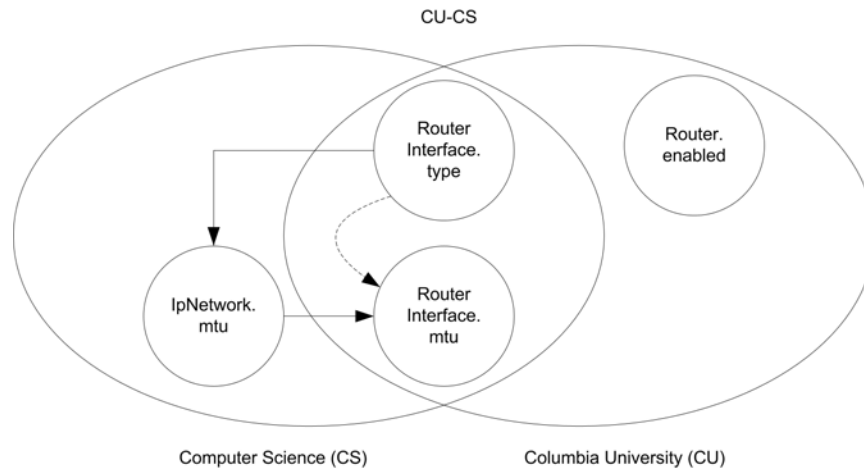 CU-CS
Router
Interface.
type
Router.
enabled
IpNetwork.
mtu
Router
Interface.
mtu
Computer Science (CS)
Columbia University (CU)